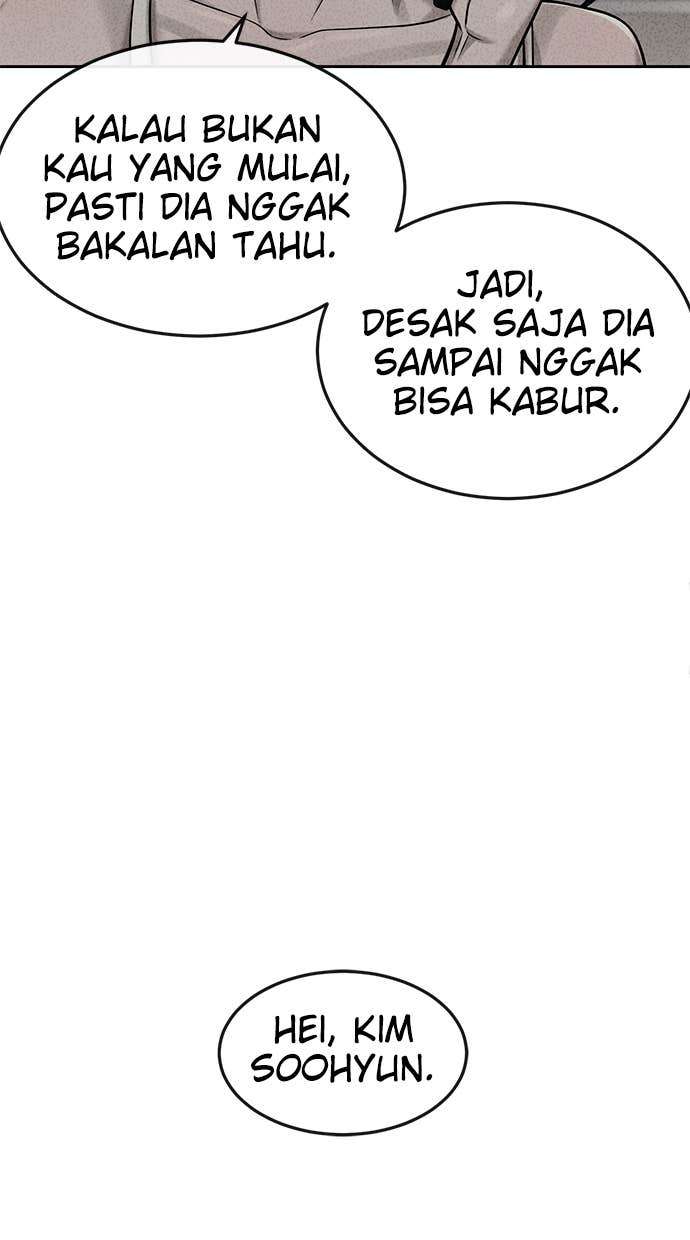 KALAU BUKAN
KAU YANG MULAI,
PASTI DIA NGGAK
BAKALAN TAHU.
JADI,
DESAK SAJA DIA
SAMPAI NGGAK
BISA KABUR.
HEI, KIM
SOOHYUN.